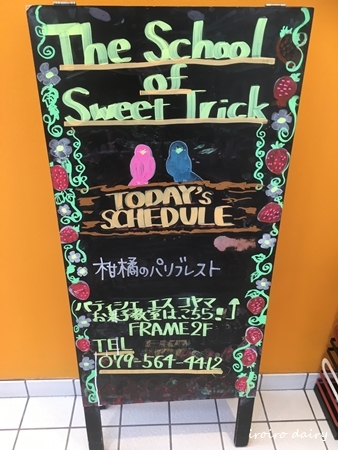 The School
of
Sweet Trick
TODAY's
SCHEDULE
柑橘のパリブレスト
パティシエ エス コヤマ
お菓子教室はこちら!↑
FRAME 2F
TEL
079-564-4412
iroiro dairy